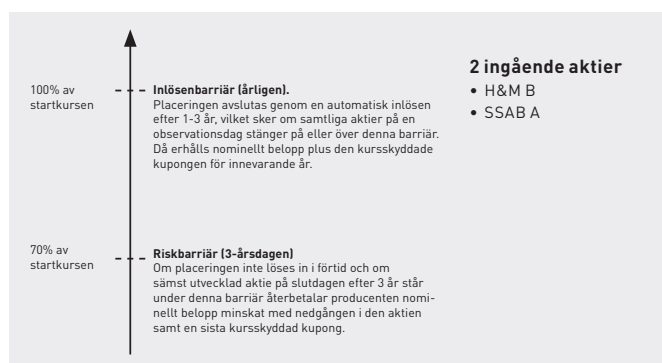 100% av
startkursen
Inlösenbarriär (årligen).
Placeringen avslutas genom en automatisk inlösen
efter 1-3 år, vilket sker om samtliga aktier på en
observationsdag stänger på eller över denna barriär.
Då erhålls nominellt belopp plus den kursskyddade
kupongen för innevarande år.
2 ingående aktier
• H&M B
• SSAB A
70% av
startkursen
Riskbarriär (3-årsdagen)
Om placeringen inte löses in i förtid och om
sämst utvecklad aktie på slutdagen efter 3 år står
under denna barriär återbetalar producenten nomi-
nellt belopp minskat med nedgången i den aktien
samt en sista kursskyddad kupong.